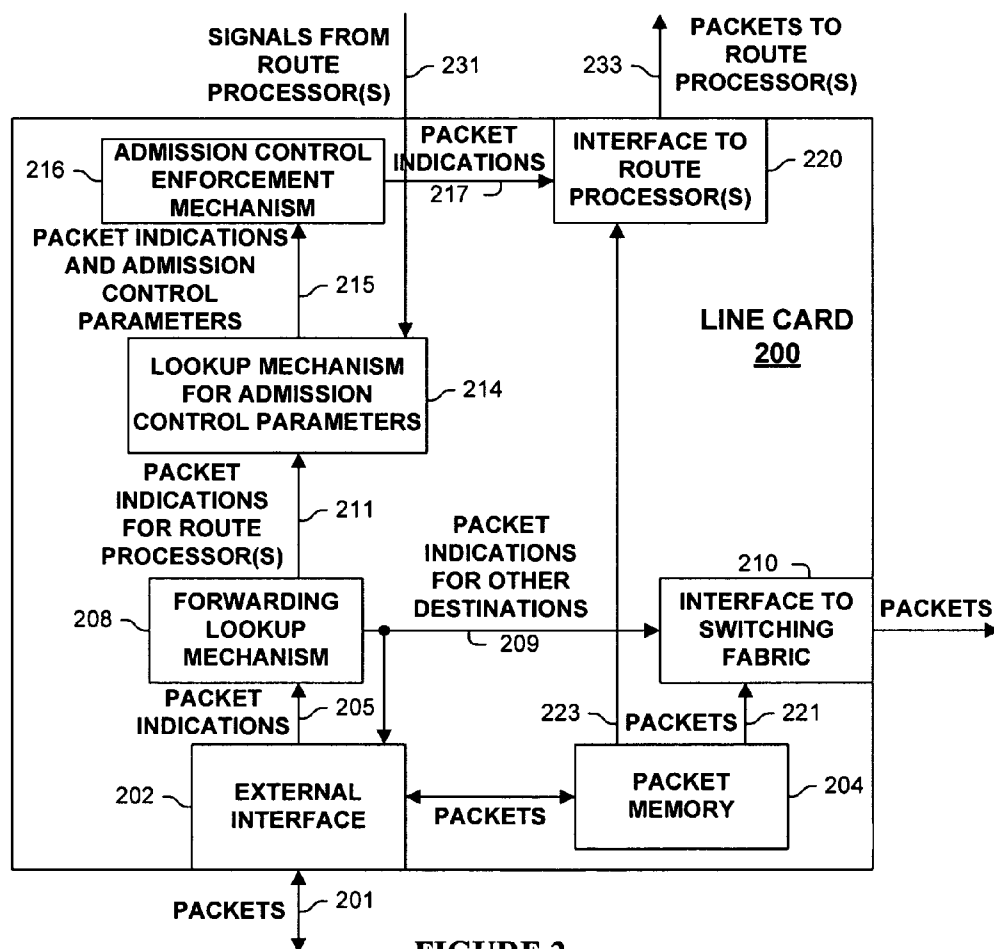 SIGNALS FROM
ROUTE
PROCESSOR(S)
231
233
PACKETS TO
ROUTE
PROCESSOR(S)
216
ADMISSION CONTROL
ENFORCEMENT
MECHANISM
PACKET
INDICATIONS
217
INTERFACE TO
ROUTE
PROCESSOR(S)
220
PACKET INDICATIONS
AND ADMISSION
CONTROL
PARAMETERS
215
LINE CARD
200
LOOKUP MECHANISM
FOR ADMISSION
CONTROL PARAMETERS
214
PACKET
INDICATIONS
FOR ROUTE
PROCESSOR(S)
211
PACKET
INDICATIONS
FOR OTHER
DESTINATIONS
209
208
FORWARDING
LOOKUP
MECHANISM
210
INTERFACE TO
SWITCHING
FABRIC
PACKETS
PACKET
INDICATIONS
205
223
PACKETS
221
202
EXTERNAL
INTERFACE
PACKETS
PACKET
MEMORY
204
PACKETS
201
FIGURE 2